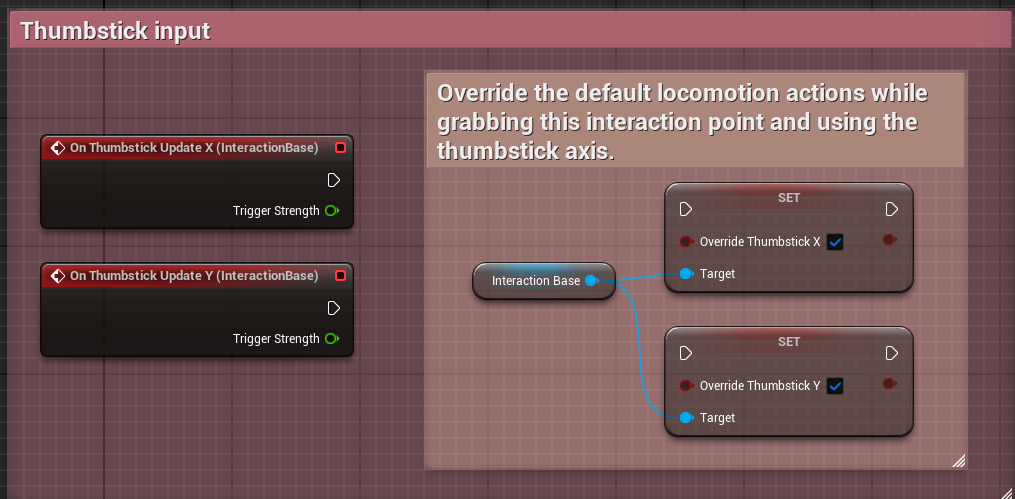 Thumbstick input
Override the default locomotion actions while
grabbing this interaction point and using the
thumbstick axis.
On Thumbstick Update X (InteractionBase)
Trigger Strength
On Thumbstick Update Y (InteractionBase)
Trigger Strength
Interaction Base
SET
Override Thumbstick X
Target
SET
Override Thumbstick Y
Target